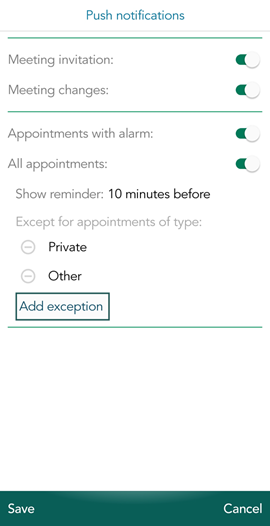 Push notifications
Meeting invitation:
Meeting changes:
Appointments with alarm:
All appointments:
Show reminder: 10 minutes before
Except for appointments of type:
Private
Other
Add exception
Save Cancel